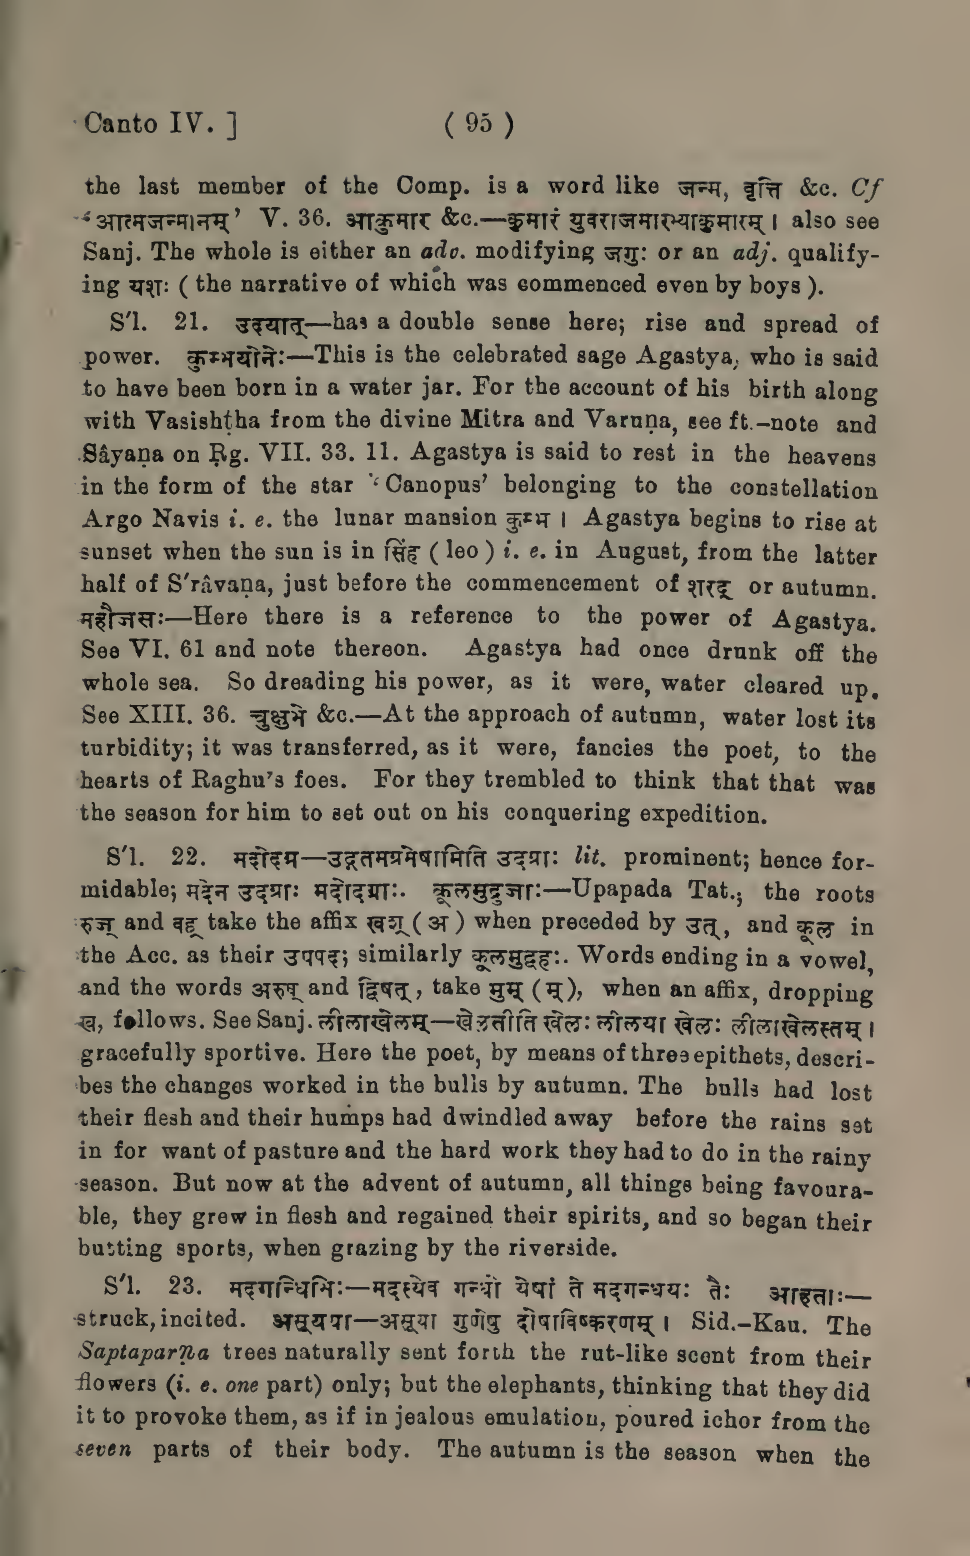 Canto IV. ] ( 95 )
the last member of the Comp. is a word like जन्म, वृत्ति &c. Cf
‘आत्मजन्मानम्’ V. 36. आकुमार &c.—कुमारं युवराजमारभ्याकुमारम् । also see
Sanj. The whole is either an adv. modifying जगुः or an adj. qualify-
ing यशः ( the narrative of which was commenced even by boys ).
S'l. 21. उदयात्—has a double sense here; rise and spread of
power. कुम्भयोनेः—This is the celebrated sage Agastya, who is said
to have been born in a water jar. For the account of his birth along
with Vasishṭha from the divine Mitra and Varuṇa, see ft.-note and
Sâyaṇa on Ṛg. VII. 33. 11. Agastya is said to rest in the heavens
in the form of the star ‘Canopus’ belonging to the constellation
Argo Navis i. e. the lunar mansion कुम्भ । Agastya begins to rise at
sunset when the sun is in सिंह ( leo ) i. e. in August, from the latter
half of S'râvaṇa, just before the commencement of शरद् or autumn.
महौजसः—Here there is a reference to the power of Agastya.
See VI. 61 and note thereon. Agastya had once drunk off the
whole sea. So dreading his power, as it were, water cleared up.
See XIII. 36. चुक्षुभे &c.—At the approach of autumn, water lost its
turbidity; it was transferred, as it were, fancies the poet, to the
hearts of Raghu's foes. For they trembled to think that that was
the season for him to set out on his conquering expedition.
S'l. 22. मदोदग्र—उद्गतमग्रमेषामिति उदग्राः lit. prominent; hence for-
midable; मदेन उदग्राः मदोदग्राः. कूलमुद्रुजाः—Upapada Tat.; the roots
रुज् and वह् take the affix खश् ( अ ) when preceded by उत्, and कूल in
the Acc. as their उपपद; similarly कूलमुद्वहः. Words ending in a vowel,
and the words अरुष् and द्विषत्, take मुम् (म्), when an affix, dropping
ख, follows. See Sanj. लीलाखेलम्—खेलतीति खेलः लीलया खेलः लीलाखेलस्तम् ।
gracefully sportive. Here the poet, by means of three epithets, descri-
bes the changes worked in the bulls by autumn. The bulls had lost
their flesh and their humps had dwindled away before the rains set
in for want of pasture and the hard work they had to do in the rainy
season. But now at the advent of autumn, all things being favoura-
ble, they grew in flesh and regained their spirits, and so began their
butting sports, when grazing by the riverside.
S'l. 23. मदगन्धिभिः—मदस्येव गन्धो येषां ते मदगन्धयः तैः आहताः—
struck, incited. असूयया—असूया गुणेषु दोषाविष्करणम् । Sid.-Kau. The
Saptaparṇa trees naturally sent forth the rut-like scent from their
flowers (i. e. one part) only; but the elephants, thinking that they did
it to provoke them, as if in jealous emulation, poured ichor from the
seven parts of their body. The autumn is the season when the